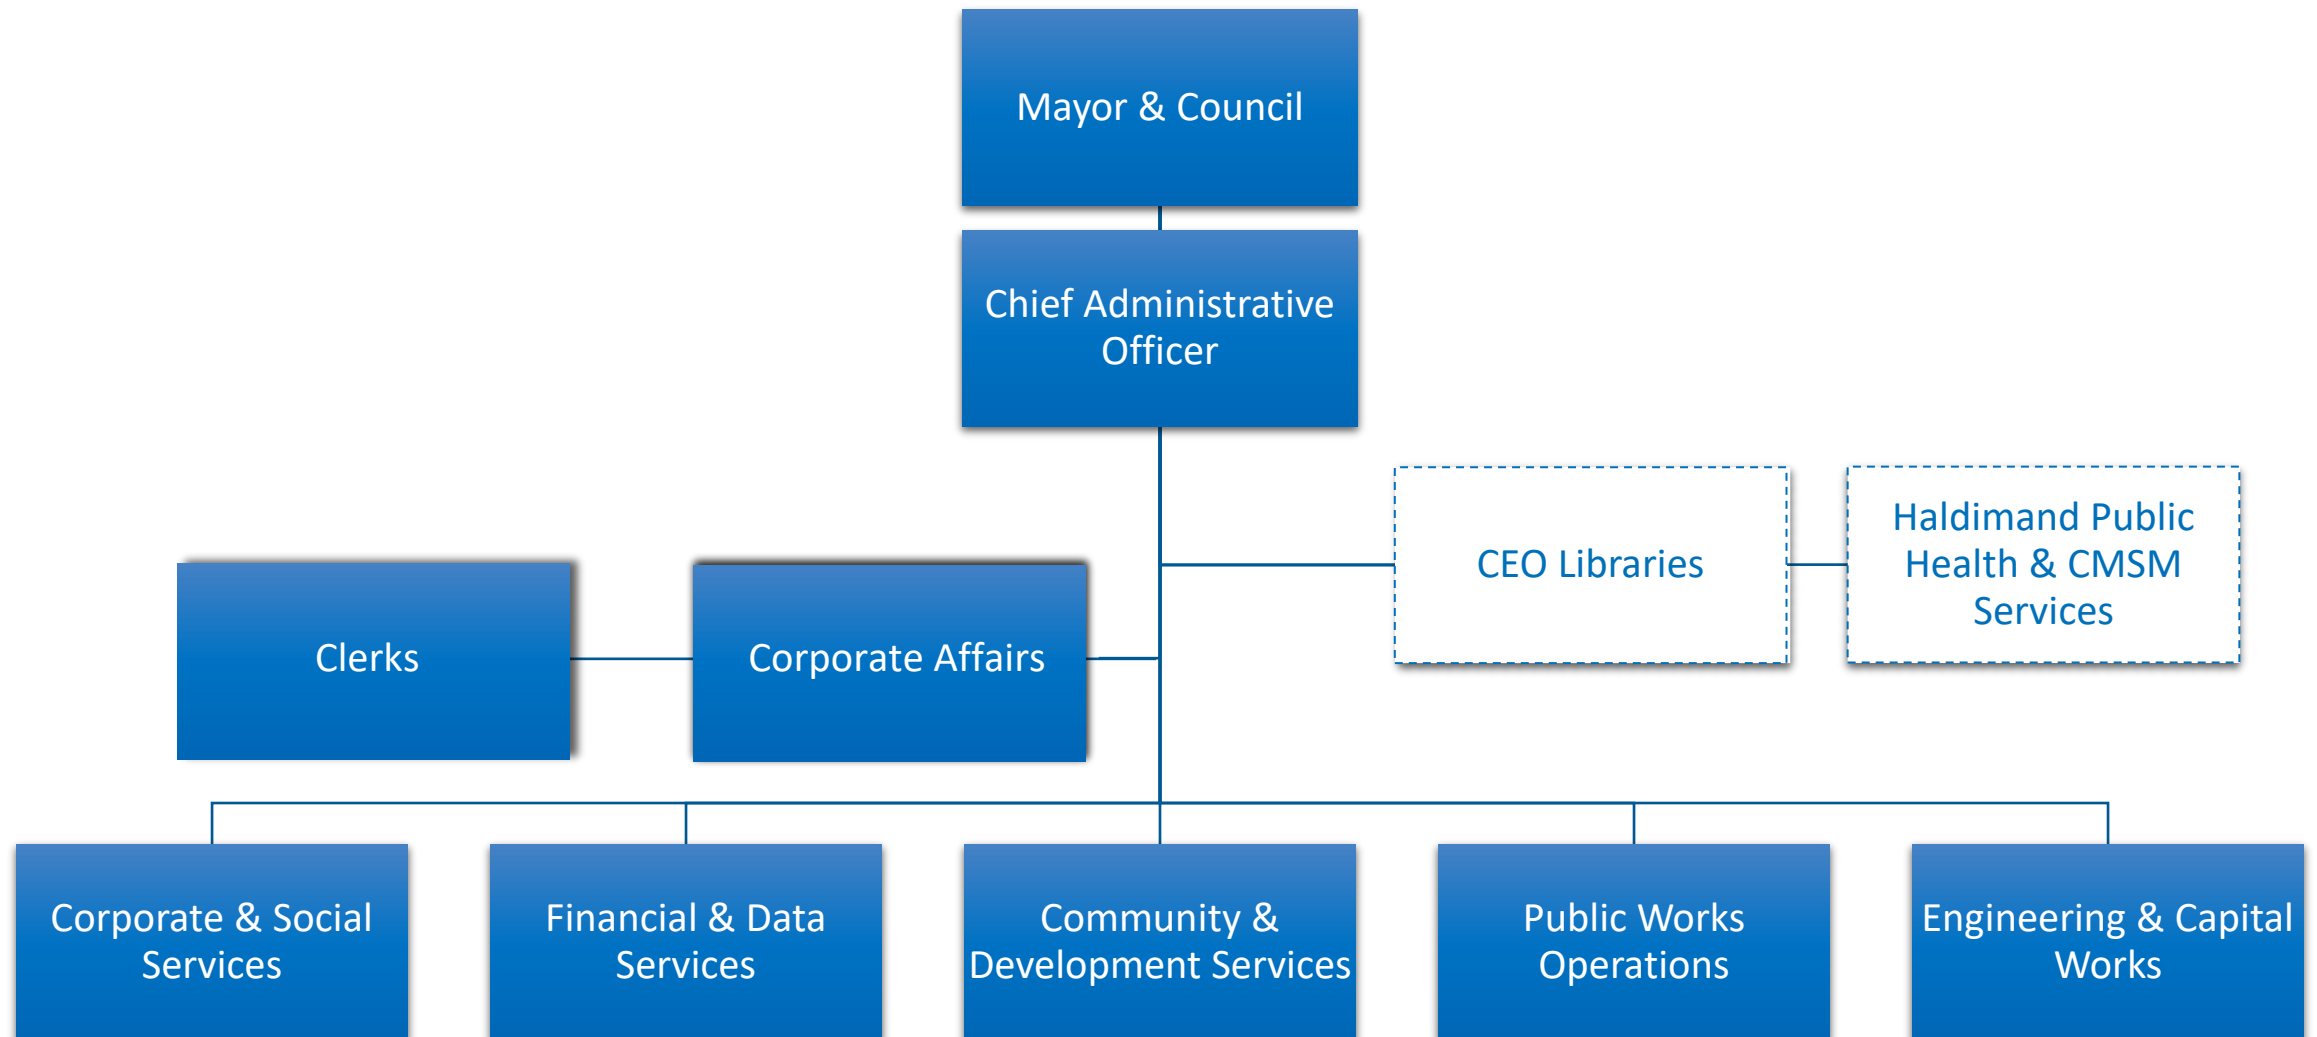 Mayor & Council
Chief Administrative
Officer
CEO Libraries
Haldimand Public
Health & CMSM
Services
Clerks
Corporate Affairs
Corporate & Social
Services
Financial & Data
Services
Community &
Development Services
Public Works
Operations
Engineering & Capital
Works